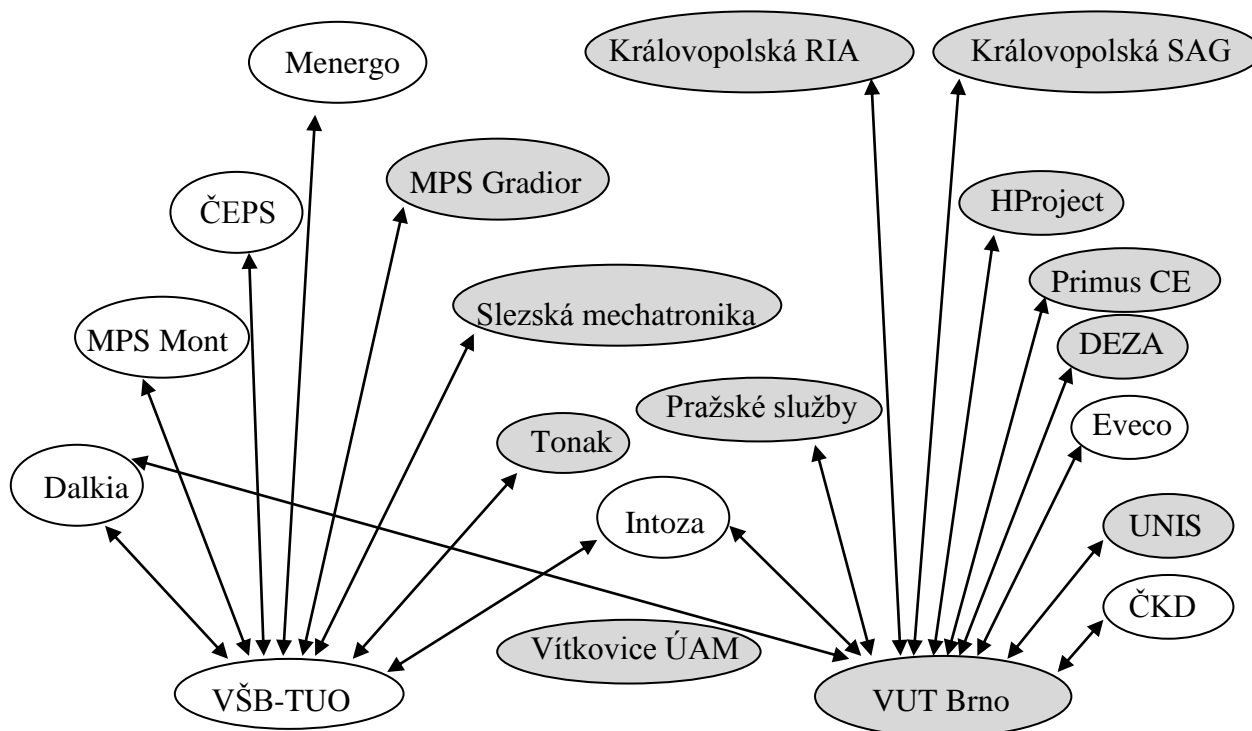 Královopolská RIA
Královopolská SAG
Menergo
MPS Gradior
HProject
ČEPS
Primus CE
Slezská mechatronika
MPS Mont
DEZA
Pražské služby
Eveco
Tonak
Dalkia
Intoza
UNIS
ČKD
Vítkovice ÚAM
VŠB-TUO
VUT Brno